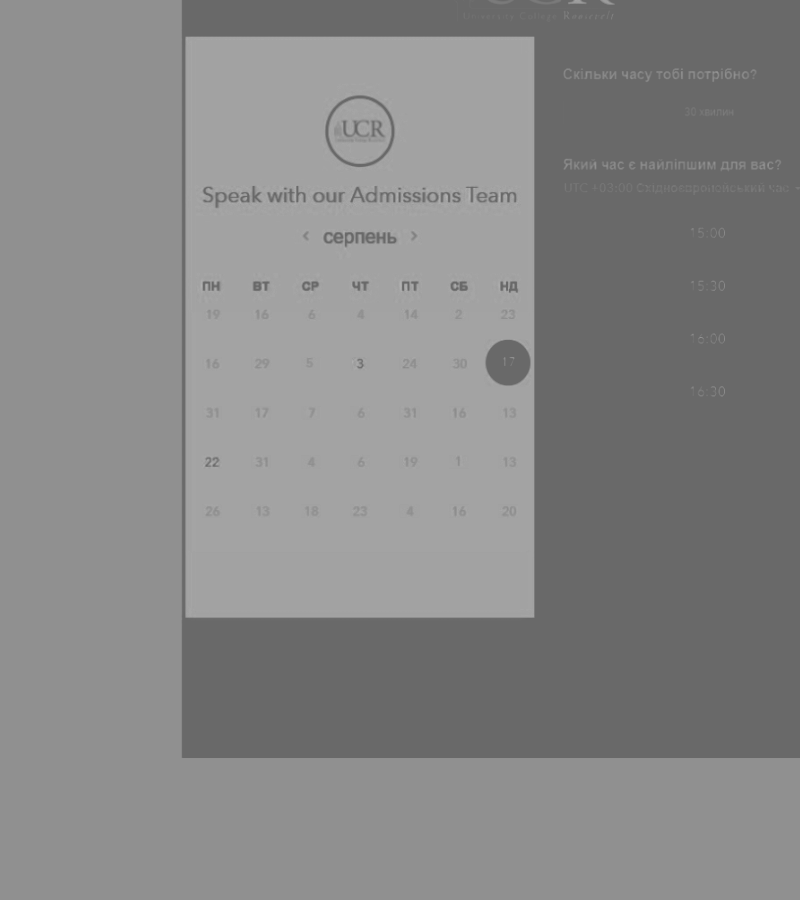 UCR
University College Roosevelt
UCR
Speak with our Admissions Team
< серпень >
ПН ВТ СР ЧТ ПТ СБ НД
19 16 6 4 14 2 23
16 29 5 3 24 30 17
31 17 7 6 31 16 13
22 31 4 6 19 1 13
26 13 18 23 4 16 20
Скільки часу тобі потрібно?
30 хвилин
Який час є найліпшим для вас?
UTC +03:00 Східноєвропейський час
15:00
15:30
16:00
16:30